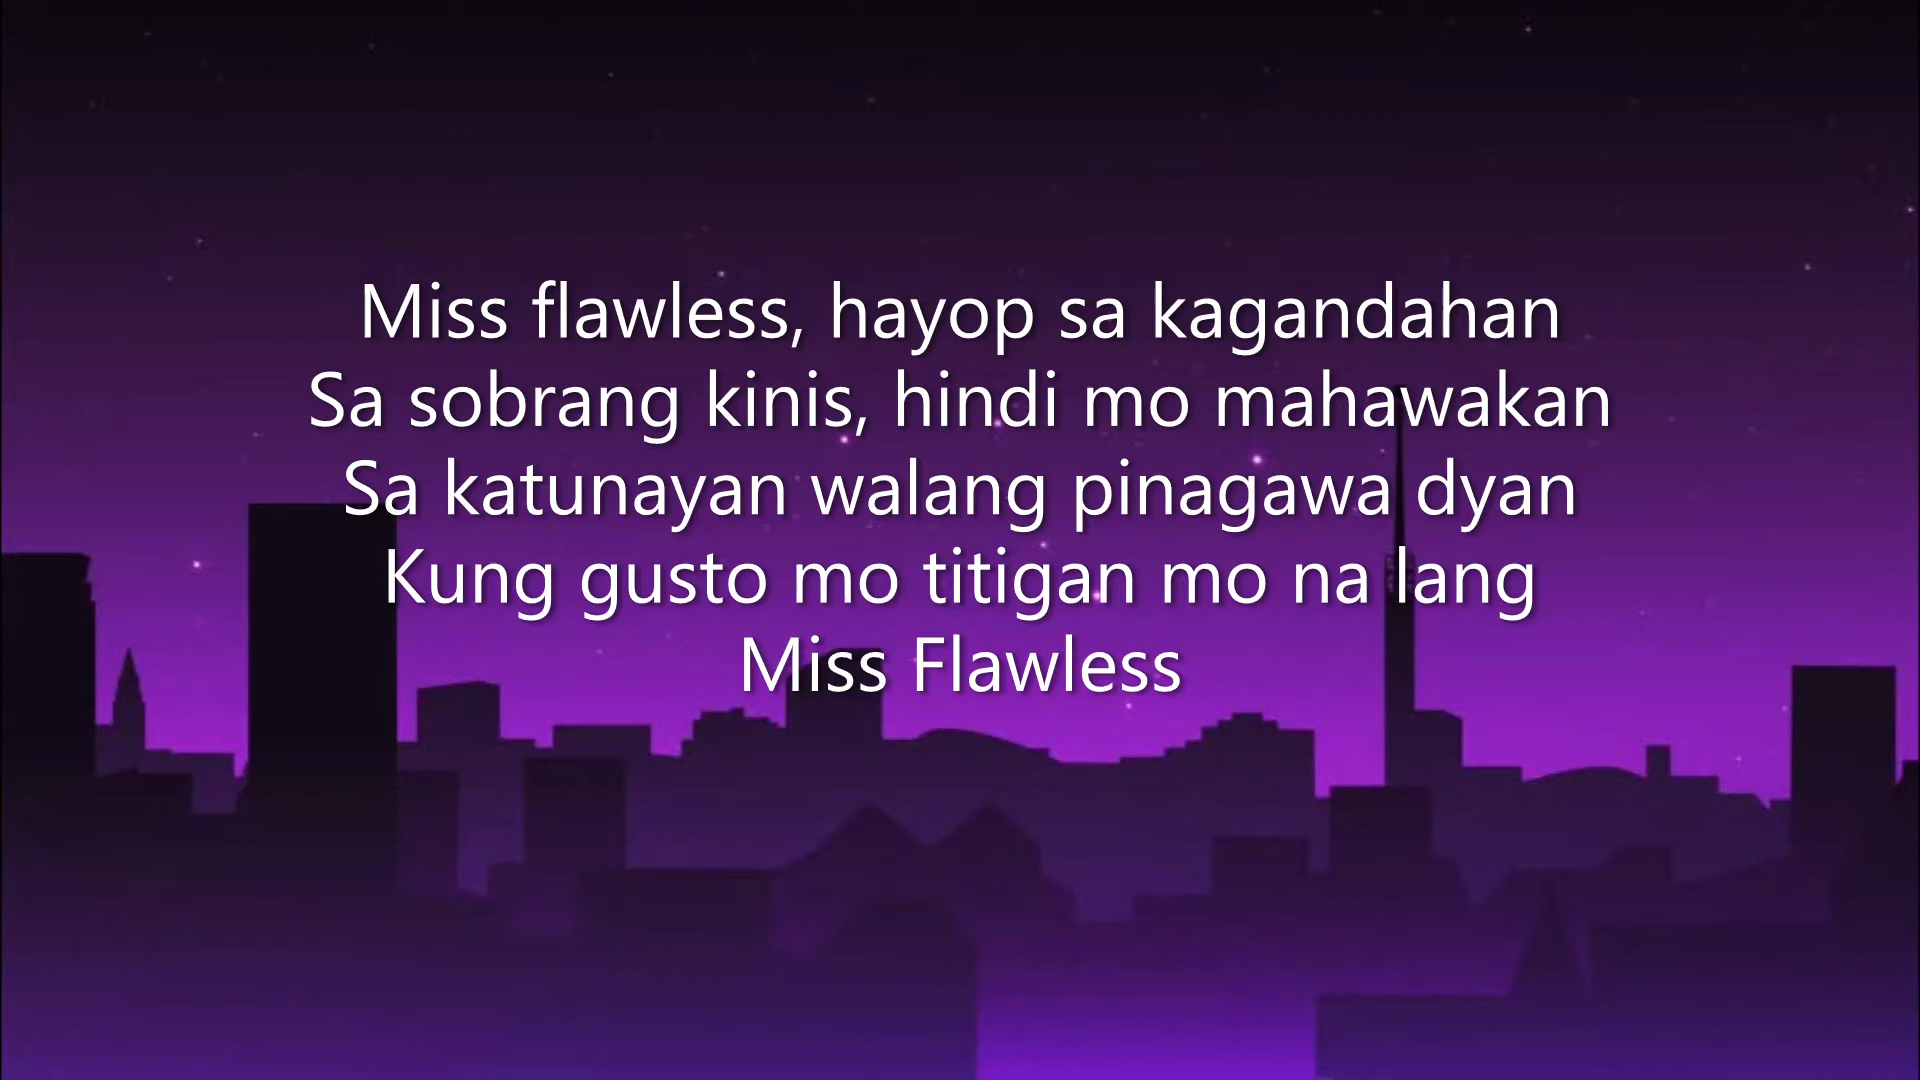 Miss flawless, hayop sa kagandahan
Sa sobrang kinis, hindi mo mahawakan
Sa katunayan walang pinagawa dyan
Kung gusto mo titigan mo na lang
Miss Flawless